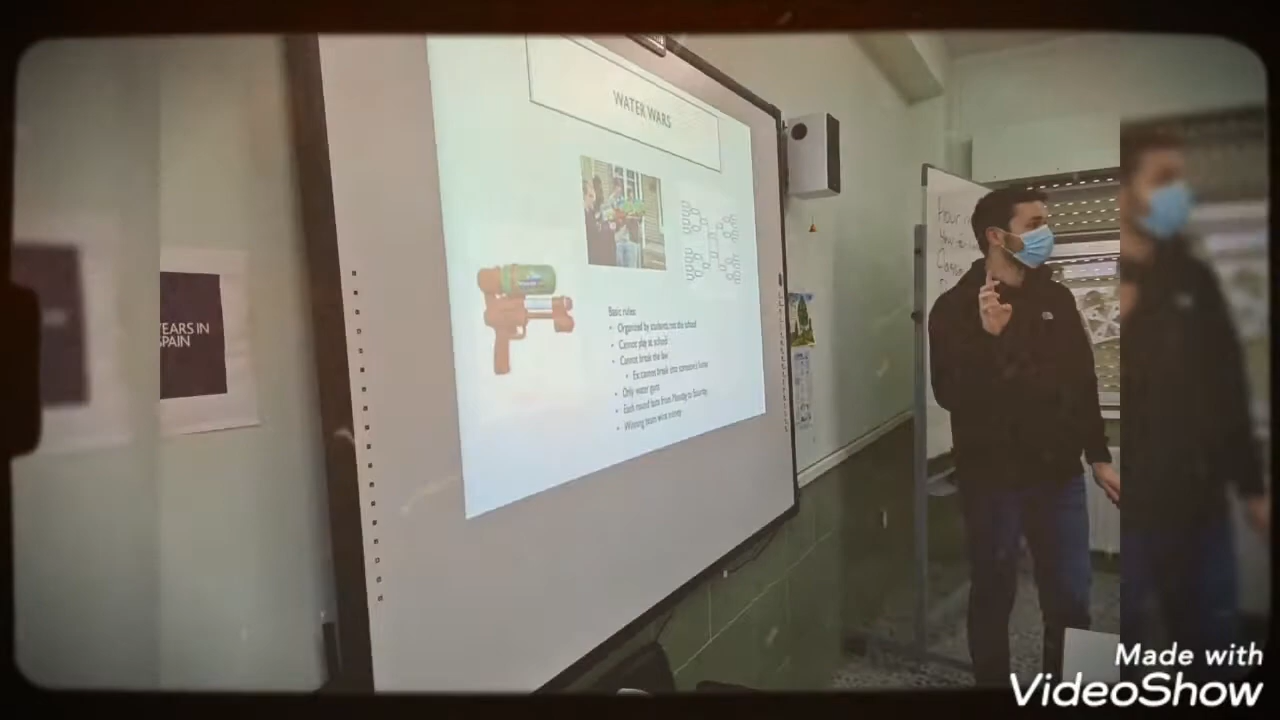 WATER WARS
Basic rules:
• Organized by students not the school
• Cannot play at school
• Cannot break the law
• Ex: cannot break into someone's home
• Only water guns
• Each round lasts from Monday to Sunday
• Winning team wins money
YEARS IN
SPAIN
Made with
VideoShow